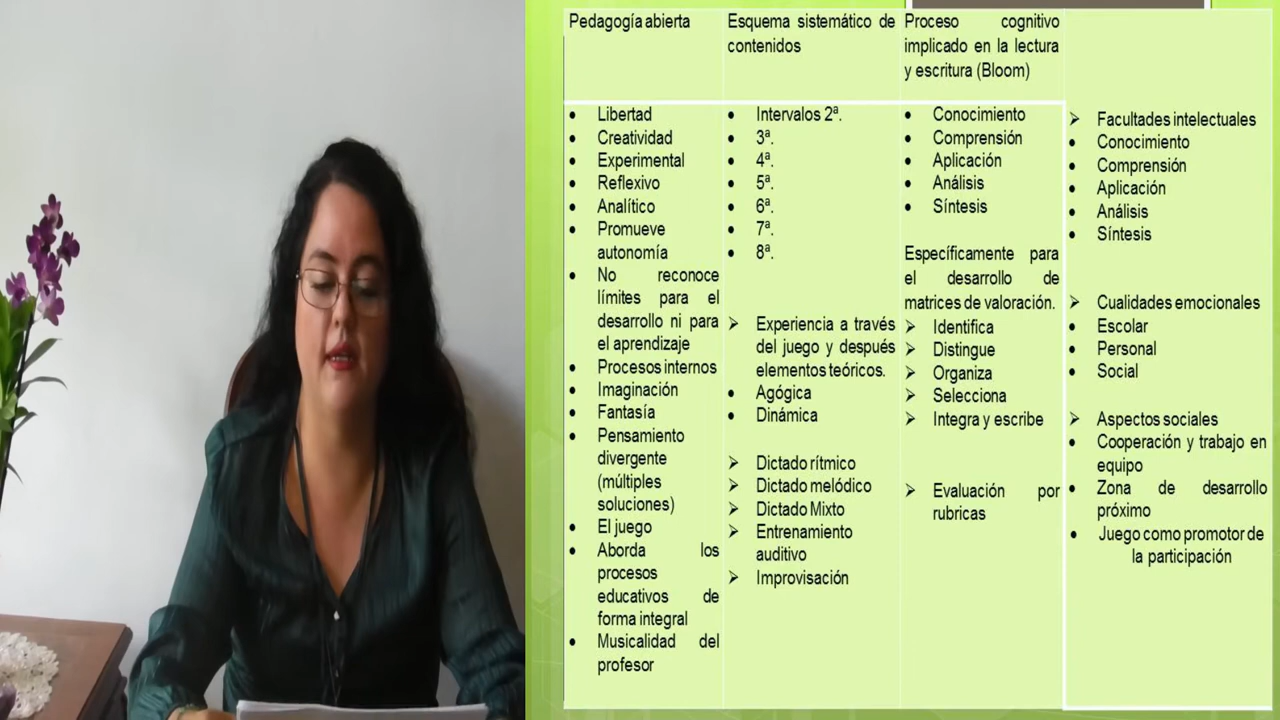 Pedagogía abierta
Esquema sistemático de
contenidos
Proceso cognitivo
implicado en la lectura
y escritura (Bloom)
• Libertad
• Creatividad
• Experimental
• Reflexivo
• Analítico
• Promueve
autonomía
• No reconoce
límites para el
desarrollo ni para
el aprendizaje
• Procesos internos
• Imaginación
• Fantasía
• Pensamiento
divergente
(múltiples
soluciones)
• El juego
• Aborda los
procesos
educativos de
forma integral
• Musicalidad del
profesor
• Intervalos 2ª.
• 3ª.
• 4ª.
• 5ª.
• 6ª.
• 7ª.
• 8ª.
➢ Experiencia a través
del juego y después
elementos teóricos.
• Agógica
• Dinámica
➢ Dictado rítmico
➢ Dictado melódico
➢ Dictado Mixto
➢ Entrenamiento
auditivo
➢ Improvisación
• Conocimiento
• Comprensión
• Aplicación
• Análisis
• Síntesis
Específicamente para
el desarrollo de
matrices de valoración.
➢ Identifica
➢ Distingue
➢ Organiza
➢ Selecciona
➢ Integra y escribe
➢ Evaluación por
rubricas
➢ Facultades intelectuales
• Conocimiento
• Comprensión
• Aplicación
• Análisis
• Síntesis
➢ Cualidades emocionales
• Escolar
• Personal
• Social
➢ Aspectos sociales
• Cooperación y trabajo en
equipo
• Zona de desarrollo
próximo
• Juego como promotor de
la participación